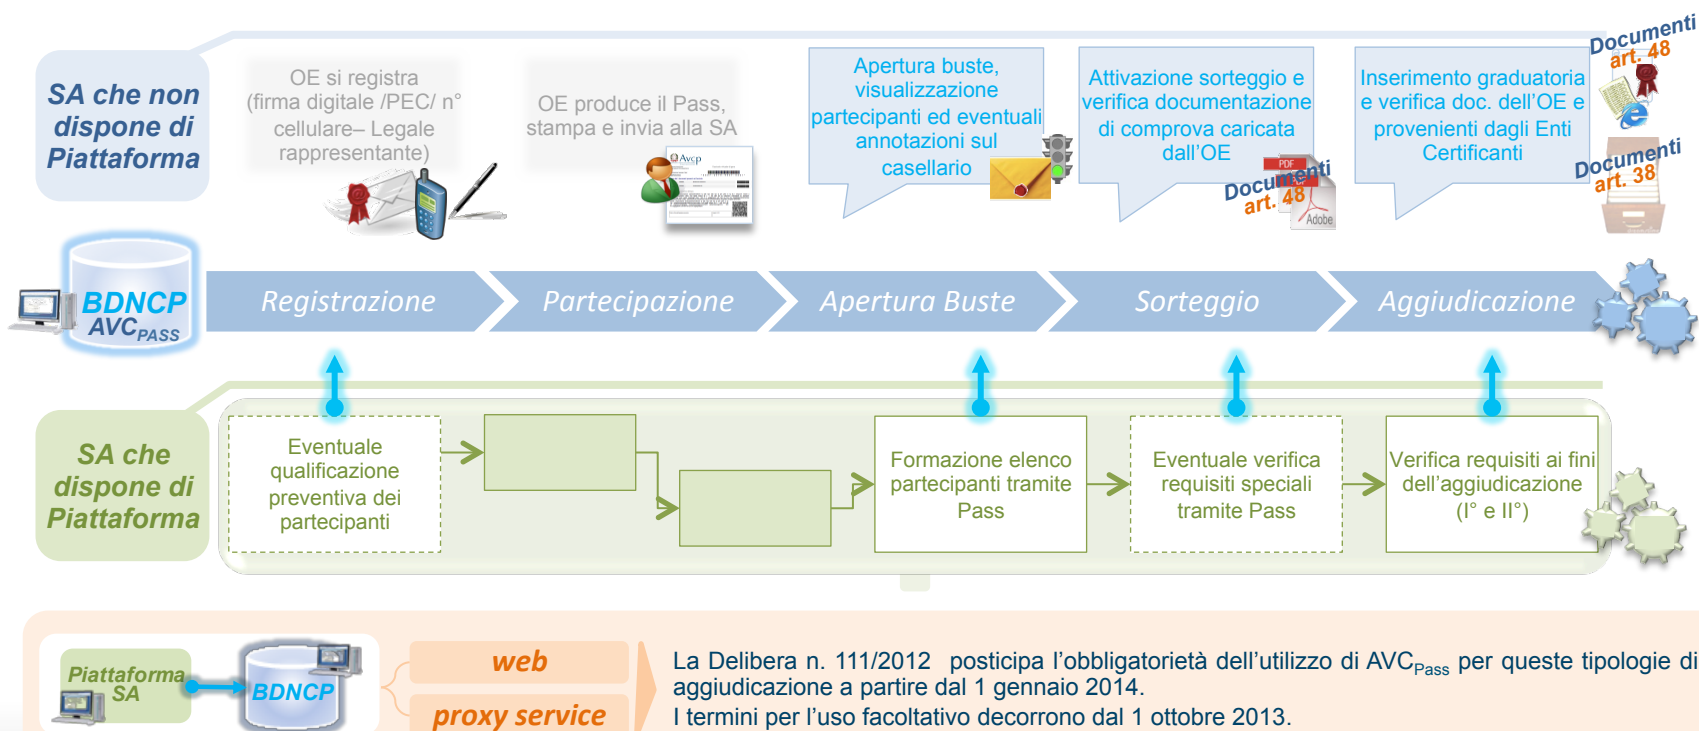 SA che non
dispone di
Piattaforma
OE si registra
(firma digitale /PEC/ n°
cellulare– Legale
rappresentante)
OE produce il Pass,
stampa e invia alla SA
Avcp
Apertura buste,
visualizzazione
partecipanti ed eventuali
annotazioni sul
casellario
Attivazione sorteggio e
verifica documentazione
di comprova caricata
dall'OE
PDF
Adobe
Documenti
art. 48
Inserimento graduatoria
e verifica doc. dell'OE e
provenienti dagli Enti
Certificanti
Documenti
art. 48
Documenti
art. 38
BDNCP
AVCPASS
Registrazione
Partecipazione
Apertura Buste
Sorteggio
Aggiudicazione
SA che
dispone di
Piattaforma
Eventuale
qualificazione
preventiva dei
partecipanti
Formazione elenco
partecipanti tramite
Pass
Eventuale verifica
requisiti speciali
tramite Pass
Verifica requisiti ai fini
dell'aggiudicazione
(I° e II°)
Piattaforma
SA
BDNCP
web
proxy service
La Delibera n. 111/2012 posticipa l'obbligatorietà dell'utilizzo di AVCPass per queste tipologie di
aggiudicazione a partire dal 1 gennaio 2014.
I termini per l'uso facoltativo decorrono dal 1 ottobre 2013.